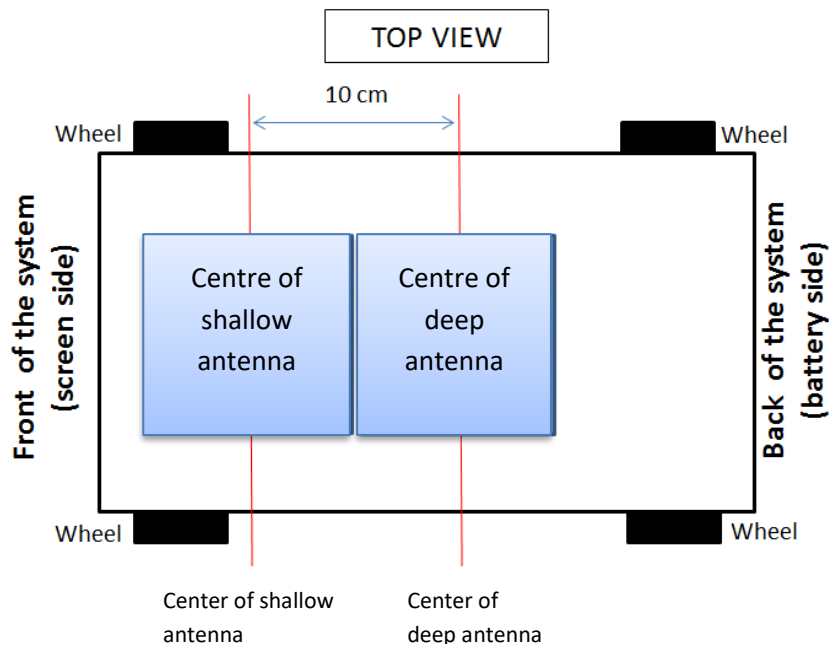 TOP VIEW
10 cm
Wheel
Wheel
Front of the system
(screen side)
Centre of
shallow
antenna
Centre of
deep
antenna
Back of the system
(battery side)
Wheel
Wheel
Center of shallow
antenna
Center of
deep antenna